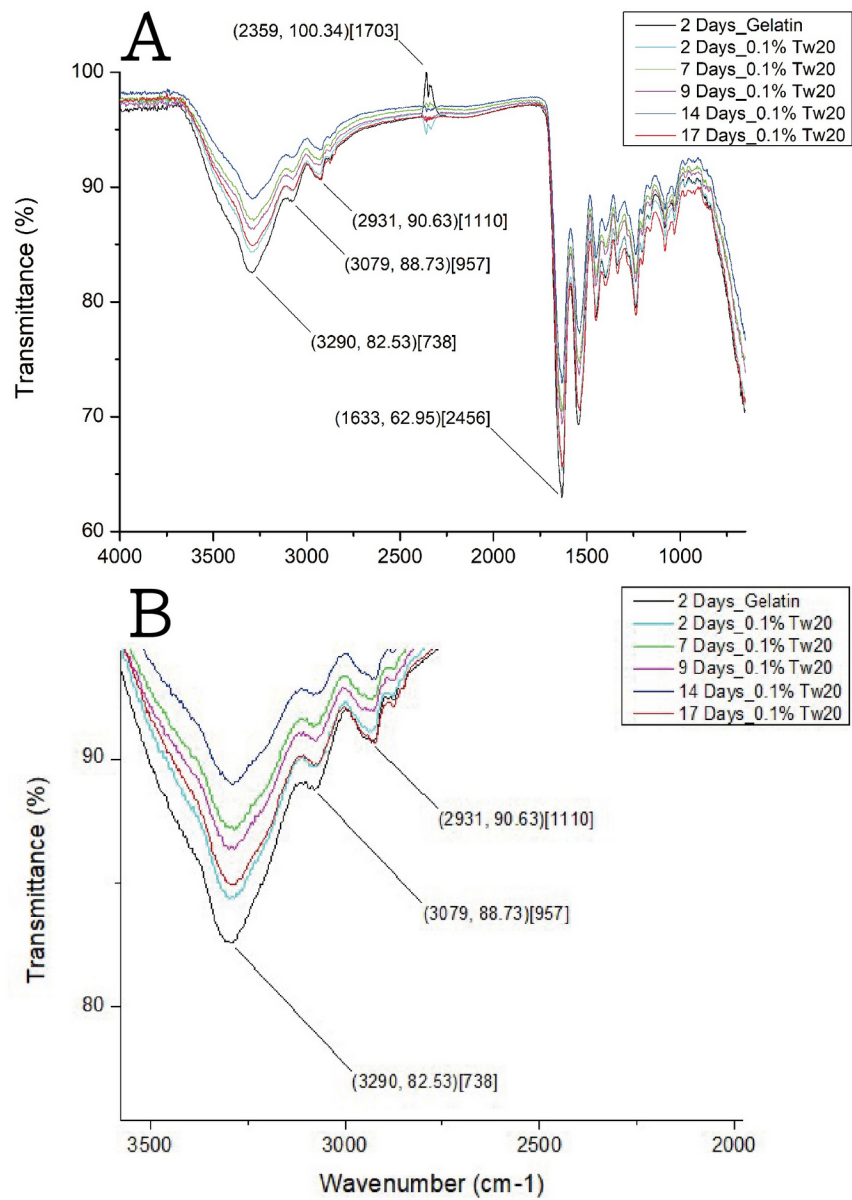 A
(2359, 100.34)[1703]
2 Days_Gelatin
2 Days_0.1% Tw20
7 Days_0.1% Tw20
9 Days_0.1% Tw20
14 Days_0.1% Tw20
17 Days_0.1% Tw20
100
90
80
70
60
Transmittance (%)
(2931, 90.63)[1110]
(3079, 88.73)[957]
(3290, 82.53)[738]
(1633, 62.95)[2456]
4000 3500 3000 2500 2000 1500 1000
B
2 Days_Gelatin
2 Days_0.1% Tw20
7 Days_0.1% Tw20
9 Days_0.1% Tw20
14 Days_0.1% Tw20
17 Days_0.1% Tw20
90
80
Transmittance (%)
(2931, 90.63)[1110]
(3079, 88.73)[957]
(3290, 82.53)[738]
3500 3000 2500 2000
Wavenumber (cm-1)